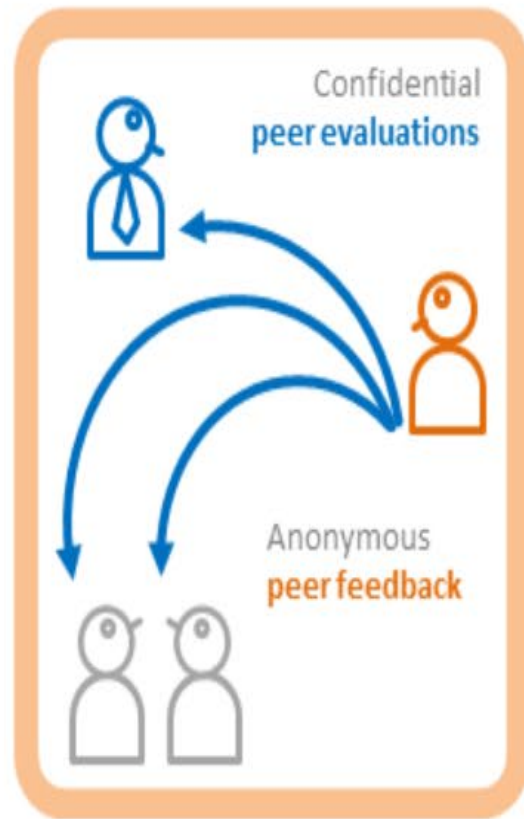 Confidential
peer evaluations
Anonymous
peer feedback